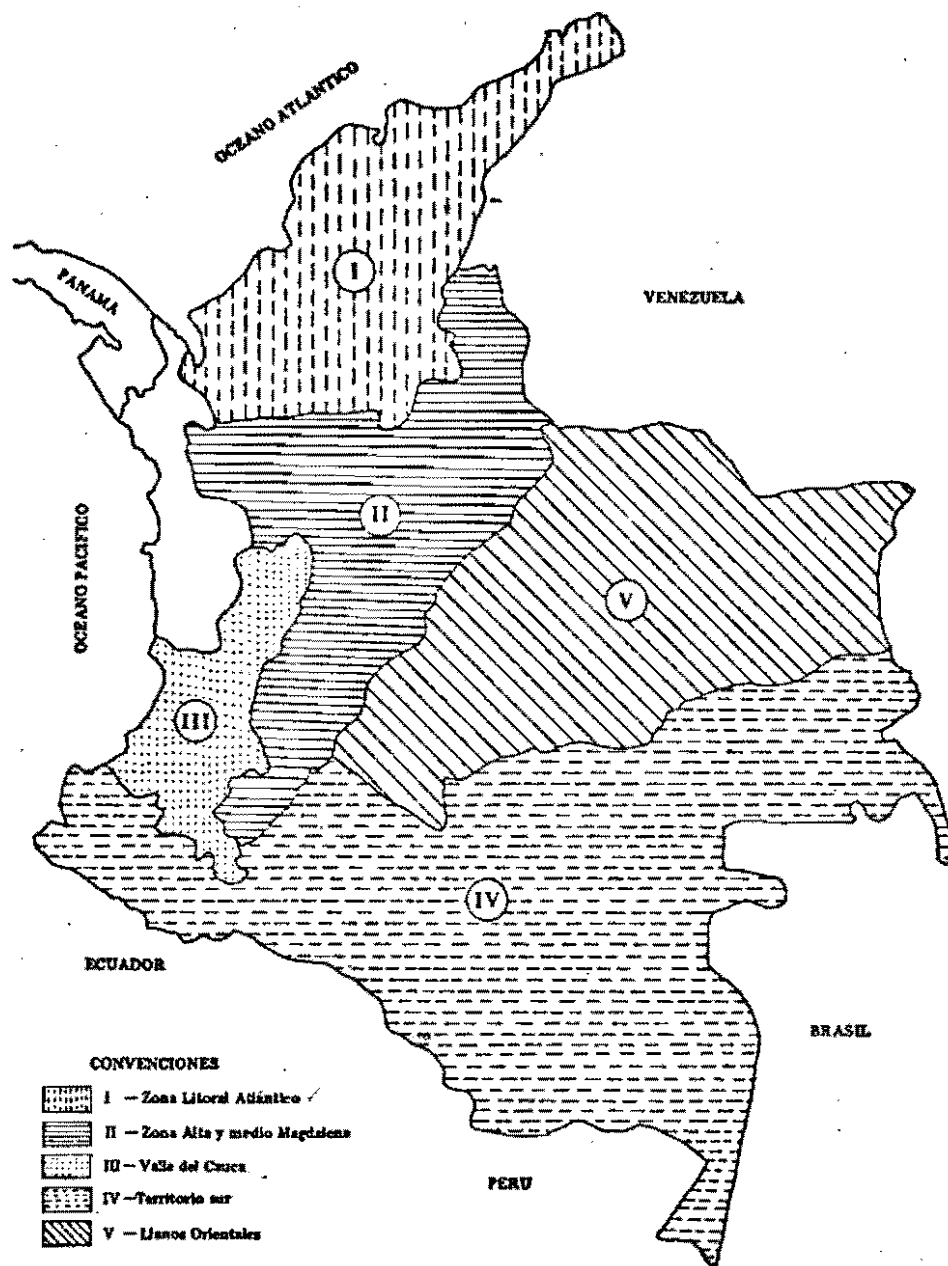 OCEANO ATLANTICO
I
PANAMA
VENEZUELA
II
OCEANO PACIFICO
V
III
IV
ECUADOR
BRASIL
CONVENCIONES
I — Zona Litoral Atlántico
II — Zona Alta y medio Magdalena
III — Valle del Cauca
IV — Territorio sur
V — Llanos Orientales
PERU